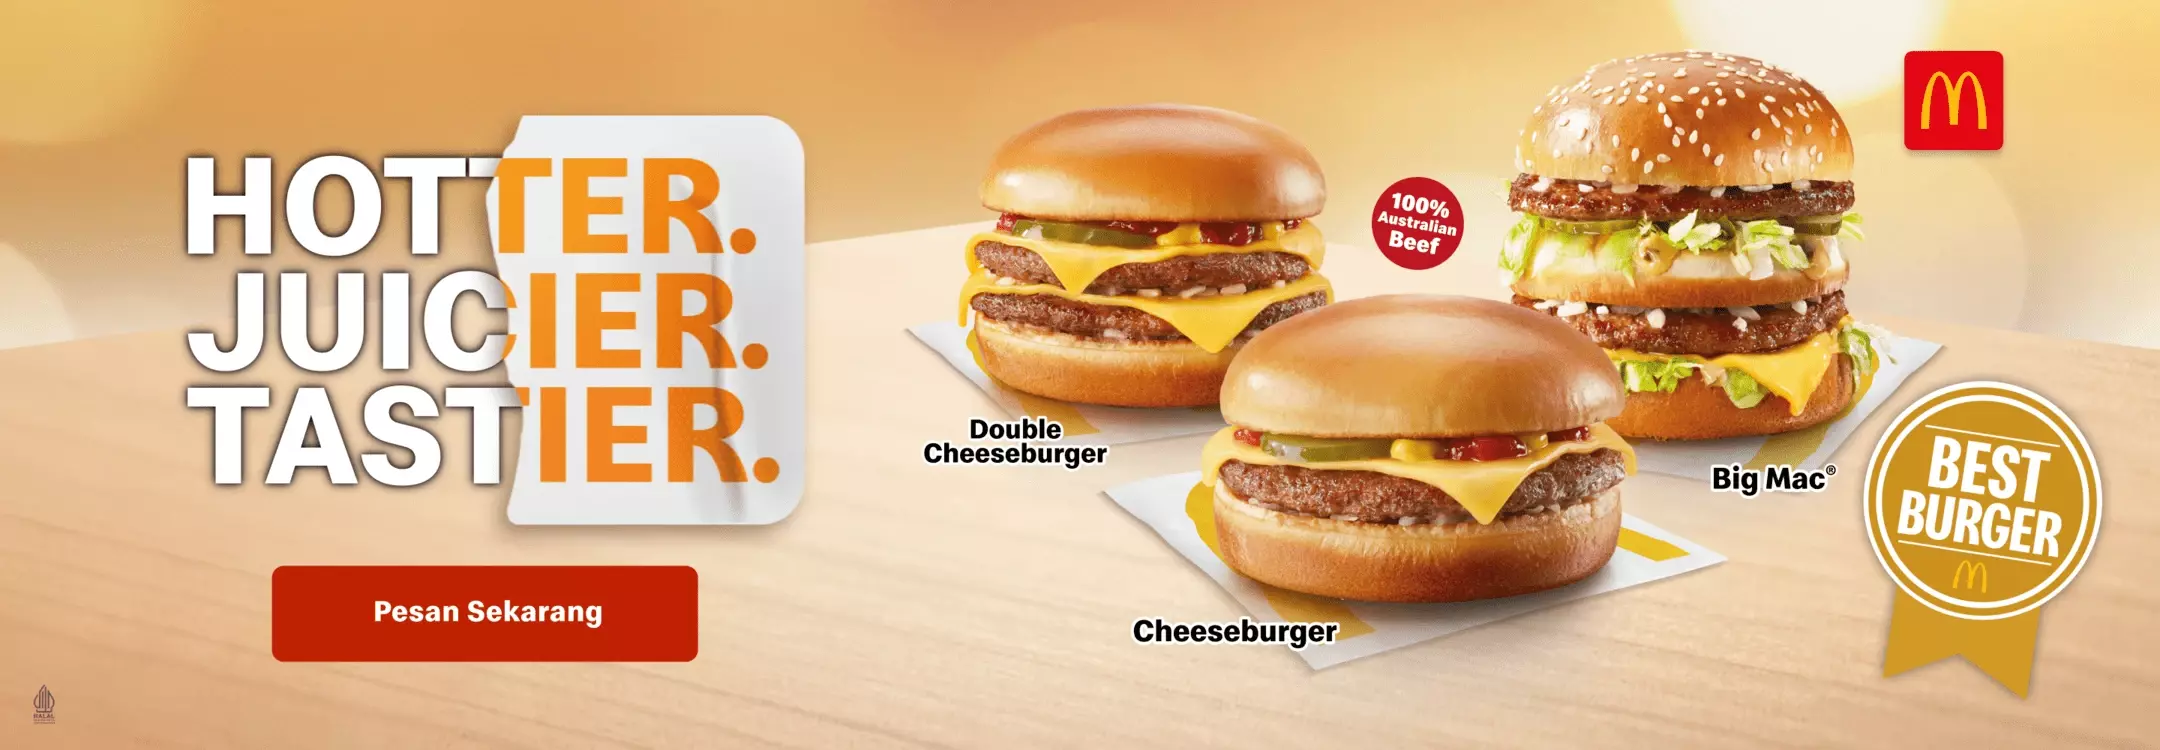 HOTTER.
JUICIER.
TASTIER.
Pesan Sekarang
Double
Cheeseburger
100%
Australian
Beef
Cheeseburger
Big Mac®
BEST
BURGER
HALAL